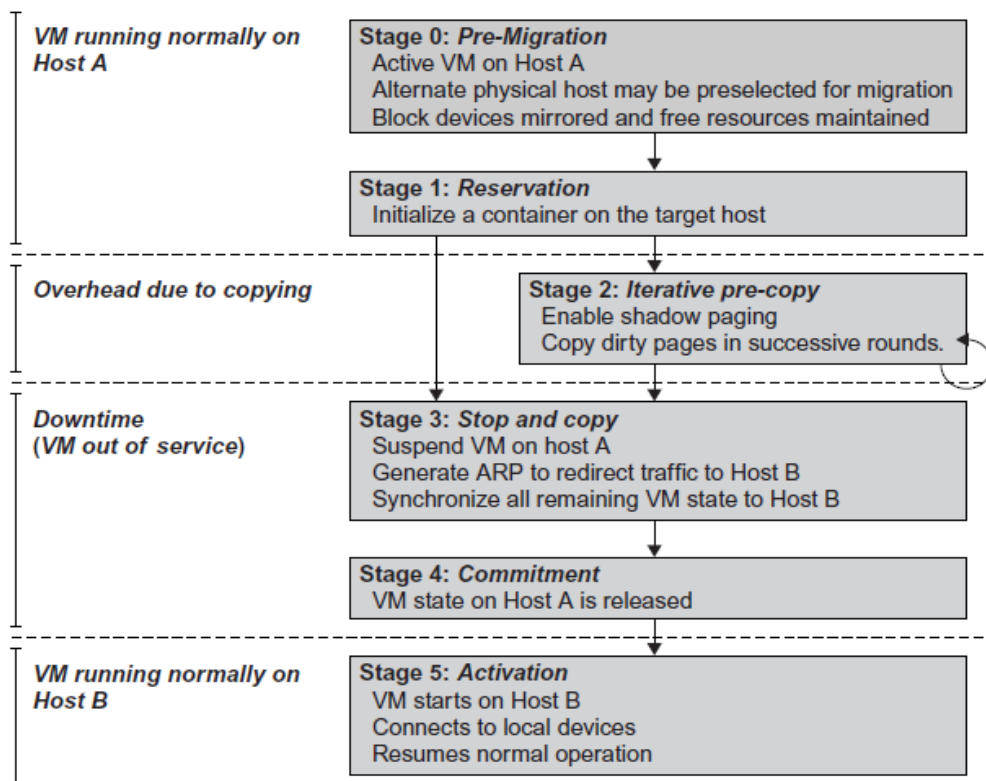 VM running normally on
Host A
Stage 0: Pre-Migration
Active VM on Host A
Alternate physical host may be preselected for migration
Block devices mirrored and free resources maintained
Stage 1: Reservation
Initialize a container on the target host
Overhead due to copying
Stage 2: Iterative pre-copy
Enable shadow paging
Copy dirty pages in successive rounds.
Downtime
(VM out of service)
Stage 3: Stop and copy
Suspend VM on host A
Generate ARP to redirect traffic to Host B
Synchronize all remaining VM state to Host B
Stage 4: Commitment
VM state on Host A is released
VM running normally on
Host B
Stage 5: Activation
VM starts on Host B
Connects to local devices
Resumes normal operation